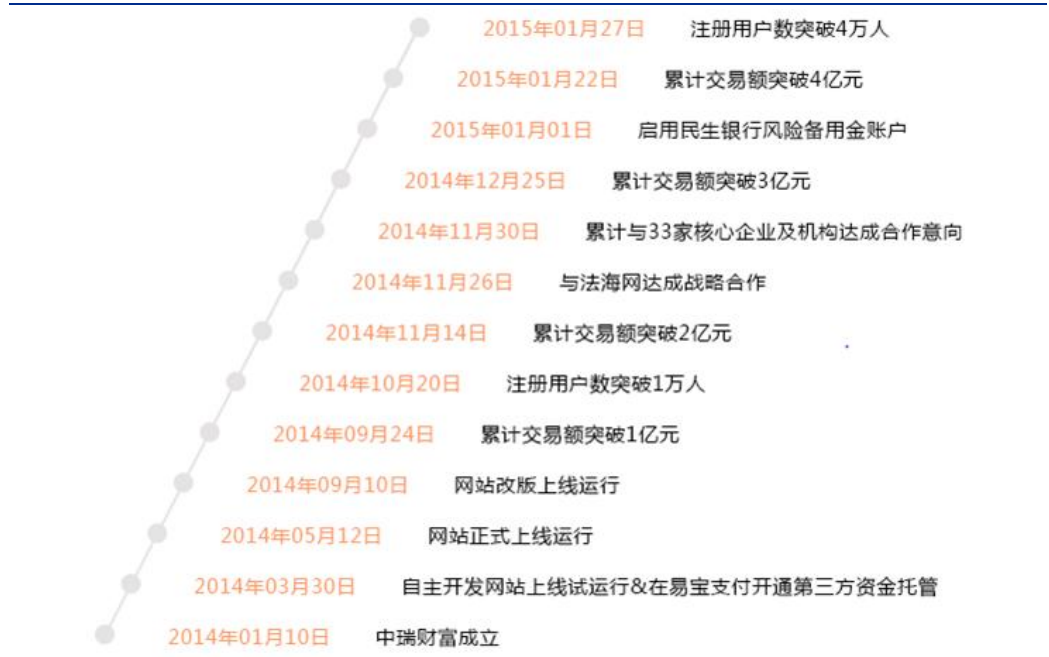 2015年01月27日 注册用户数突破4万人
2015年01月22日 累计交易额突破4亿元
2015年01月01日 启用民生银行风险备用金账户
2014年12月25日 累计交易额突破3亿元
2014年11月30日 累计与33家核心企业及机构达成合作意向
2014年11月26日 与法海网达成战略合作
2014年11月14日 累计交易额突破2亿元
2014年10月20日 注册用户数突破1万人
2014年09月24日 累计交易额突破1亿元
2014年09月10日 网站改版上线运行
2014年05月12日 网站正式上线运行
2014年03月30日 自主开发网站上线试运行&在易宝支付开通第三方资金托管
2014年01月10日 中瑞财富成立